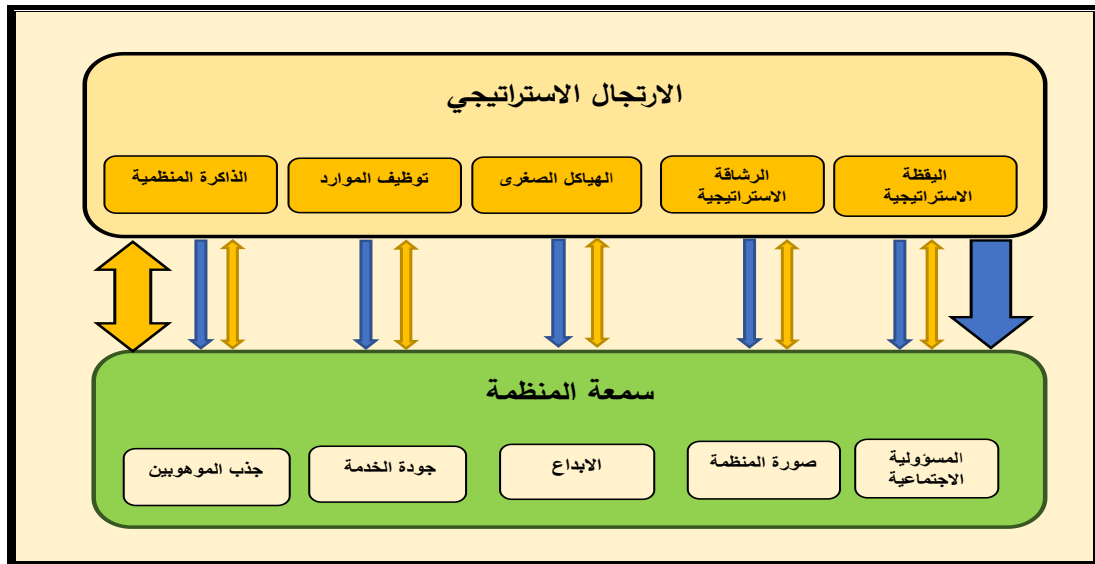 الارتجال الاستراتيجي
اليقظة
الاستراتيجية
الرشاقة
الاستراتيجية
الهياكل الصغرى
توظيف الموارد
الذاكرة المنظمية
سمعة المنظمة
المسؤولية
الاجتماعية
صورة المنظمة
الابداع
جودة الخدمة
جذب الموهوبين